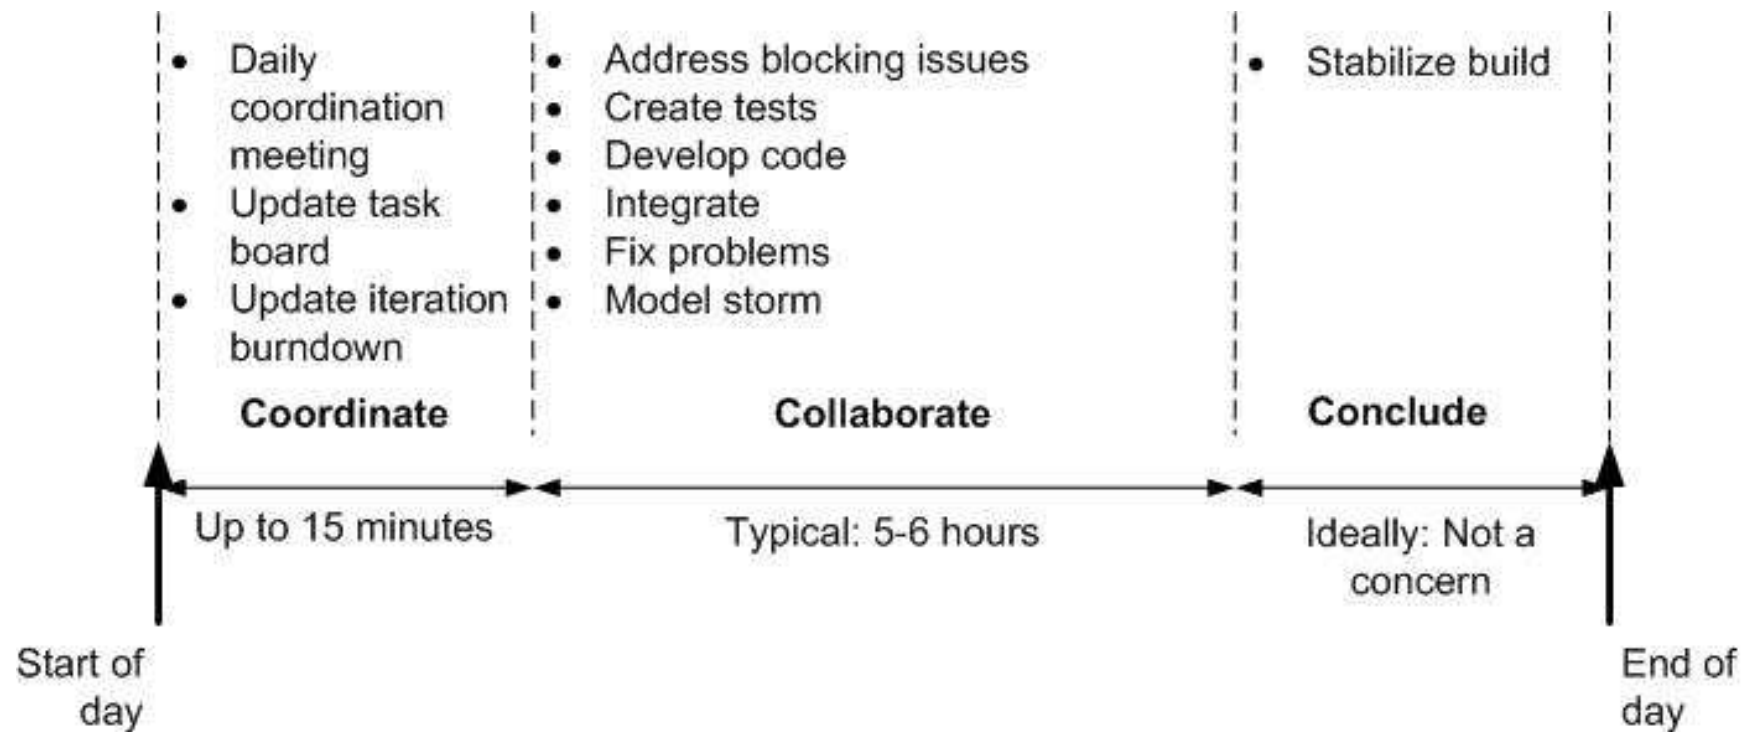 Daily
coordination
meeting
Update task
board
Update iteration
burndown
Coordinate
Up to 15 minutes
Address blocking issues
Create tests
Develop code
Integrate
Fix problems
Model storm
Collaborate
Typical: 5-6 hours
Stabilize build
Conclude
Ideally: Not a
concern
Start of
day
End of
day